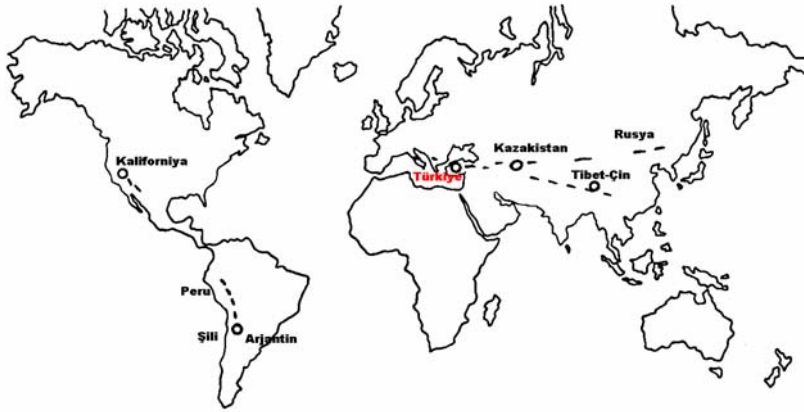 Rusya
Kazakistan
Kaliforniya
Türkiye
Tibet-Çin
Peru
Şili
Arjantin